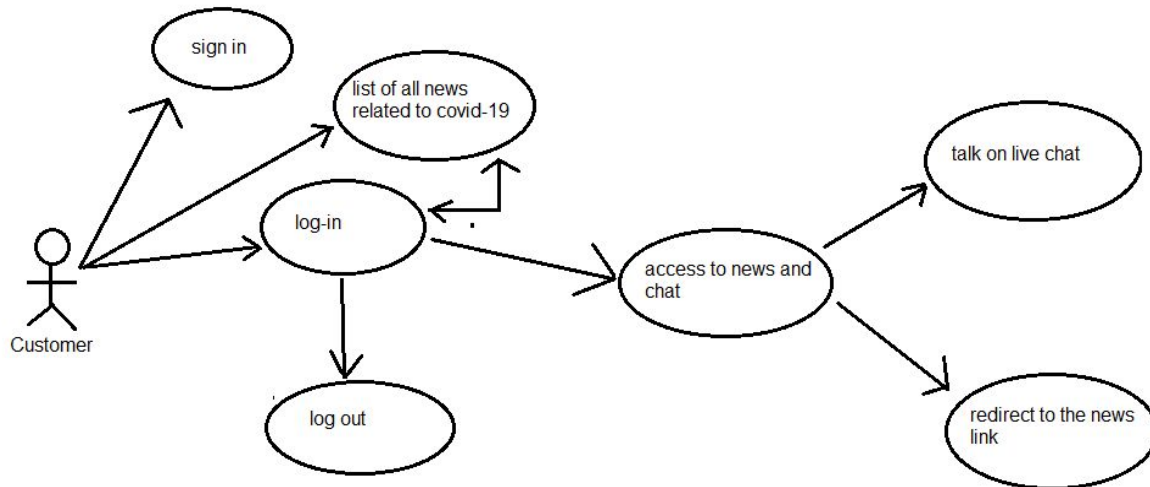 sign in
list of all news
related to covid-19
log-in
talk on live chat
access to news and
chat
Customer
log out
redirect to the news
link